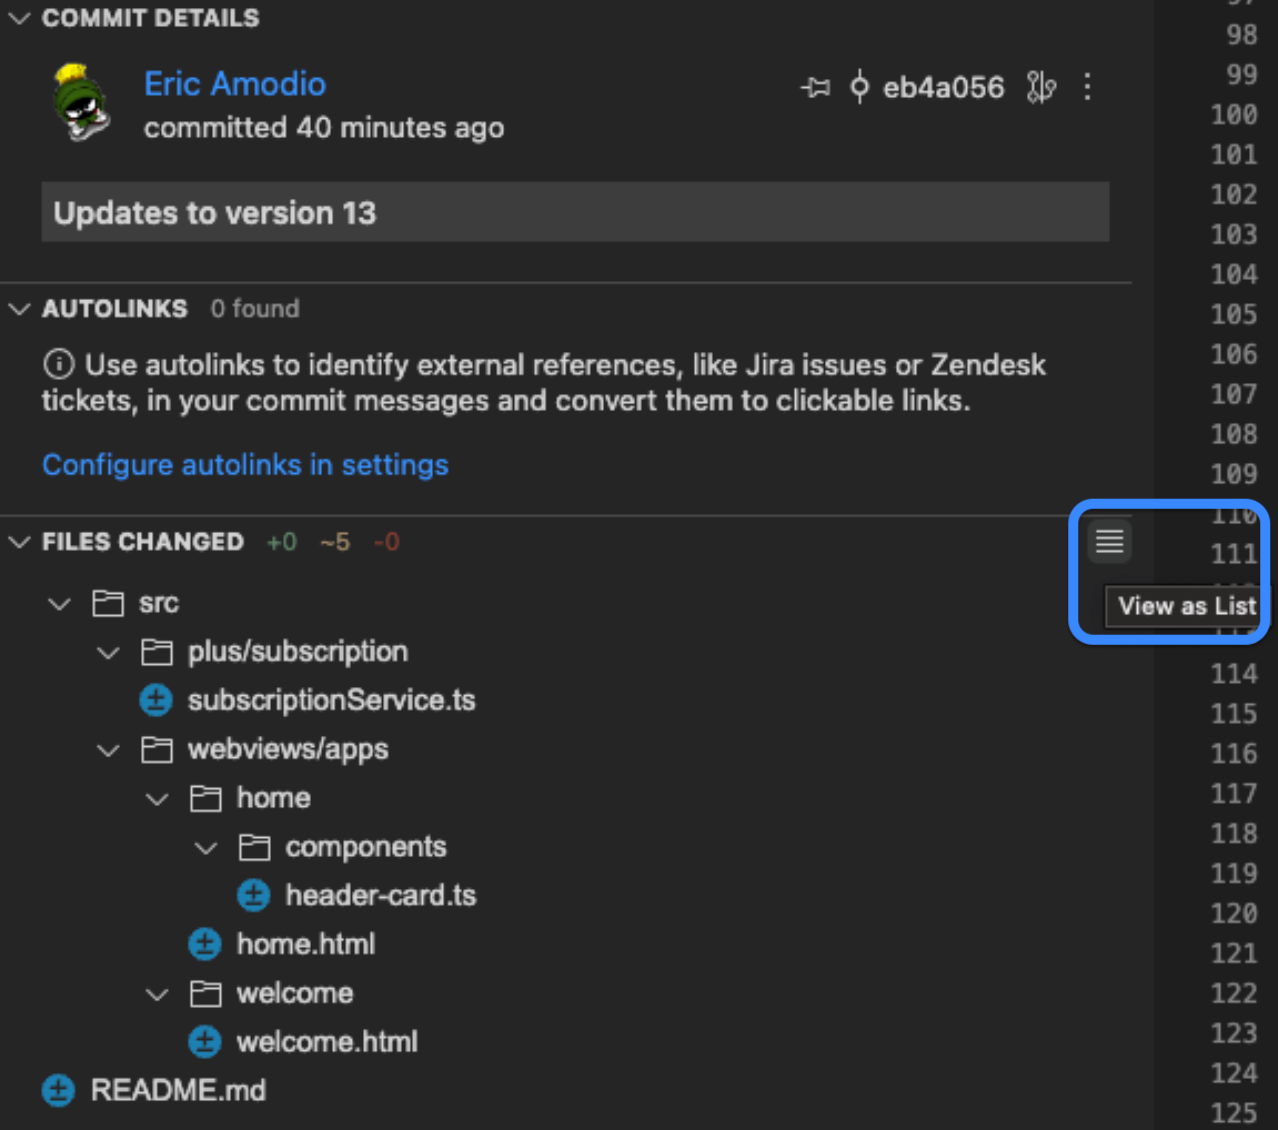 COMMIT DETAILS
Eric Amodio
eb4a056
committed 40 minutes ago
Updates to version 13
AUTOLINKS 0 found
Use autolinks to identify external references, like Jira issues or Zendesk
tickets, in your commit messages and convert them to clickable links.
Configure autolinks in settings
FILES CHANGED +0 ~5 -0
View as List
src
plus/subscription
subscriptionService.ts
webviews/apps
home
components
header-card.ts
home.html
welcome
welcome.html
README.md
98
99
100
101
102
103
104
105
106
107
108
109
110
111
114
115
116
117
118
119
120
121
122
123
124
125